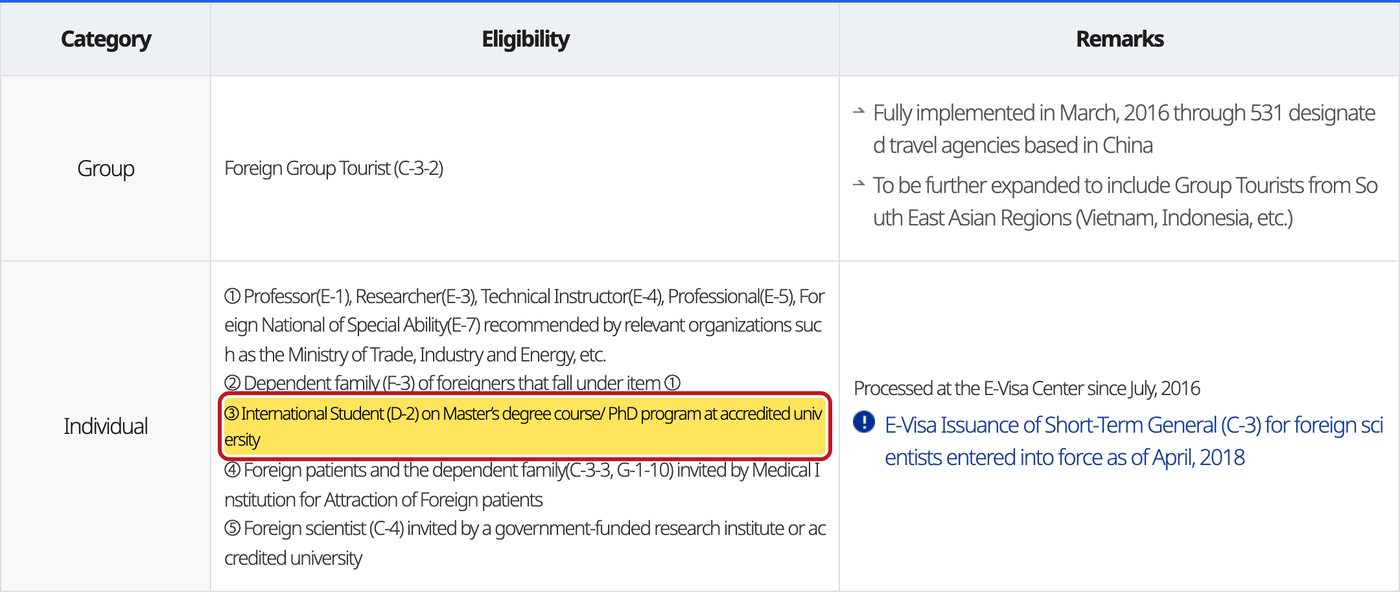 Category
Eligibility
Remarks
Group
Foreign Group Tourist (C-3-2)
⇀ Fully implemented in March, 2016 through 531 designate
d travel agencies based in China
⇀ To be further expanded to include Group Tourists from So
uth East Asian Regions (Vietnam, Indonesia, etc.)
Individual
① Professor(E-1), Researcher(E-3), Technical Instructor(E-4), Professional(E-5), For
eign National of Special Ability(E-7) recommended by relevant organizations suc
h as the Ministry of Trade, Industry and Energy, etc.
② Dependent family (F-3) of foreigners that fall under item ①
③ International Student (D-2) on Master's degree course/ PhD program at accredited univ
ersity
④ Foreign patients and the dependent family(C-3-3, G-1-10) invited by Medical I
nstitution for Attraction of Foreign patients
⑤ Foreign scientist (C-4) invited by a government-funded research institute or ac
credited university
Processed at the E-Visa Center since July, 2016
! E-Visa Issuance of Short-Term General (C-3) for foreign sci
entists entered into force as of April, 2018